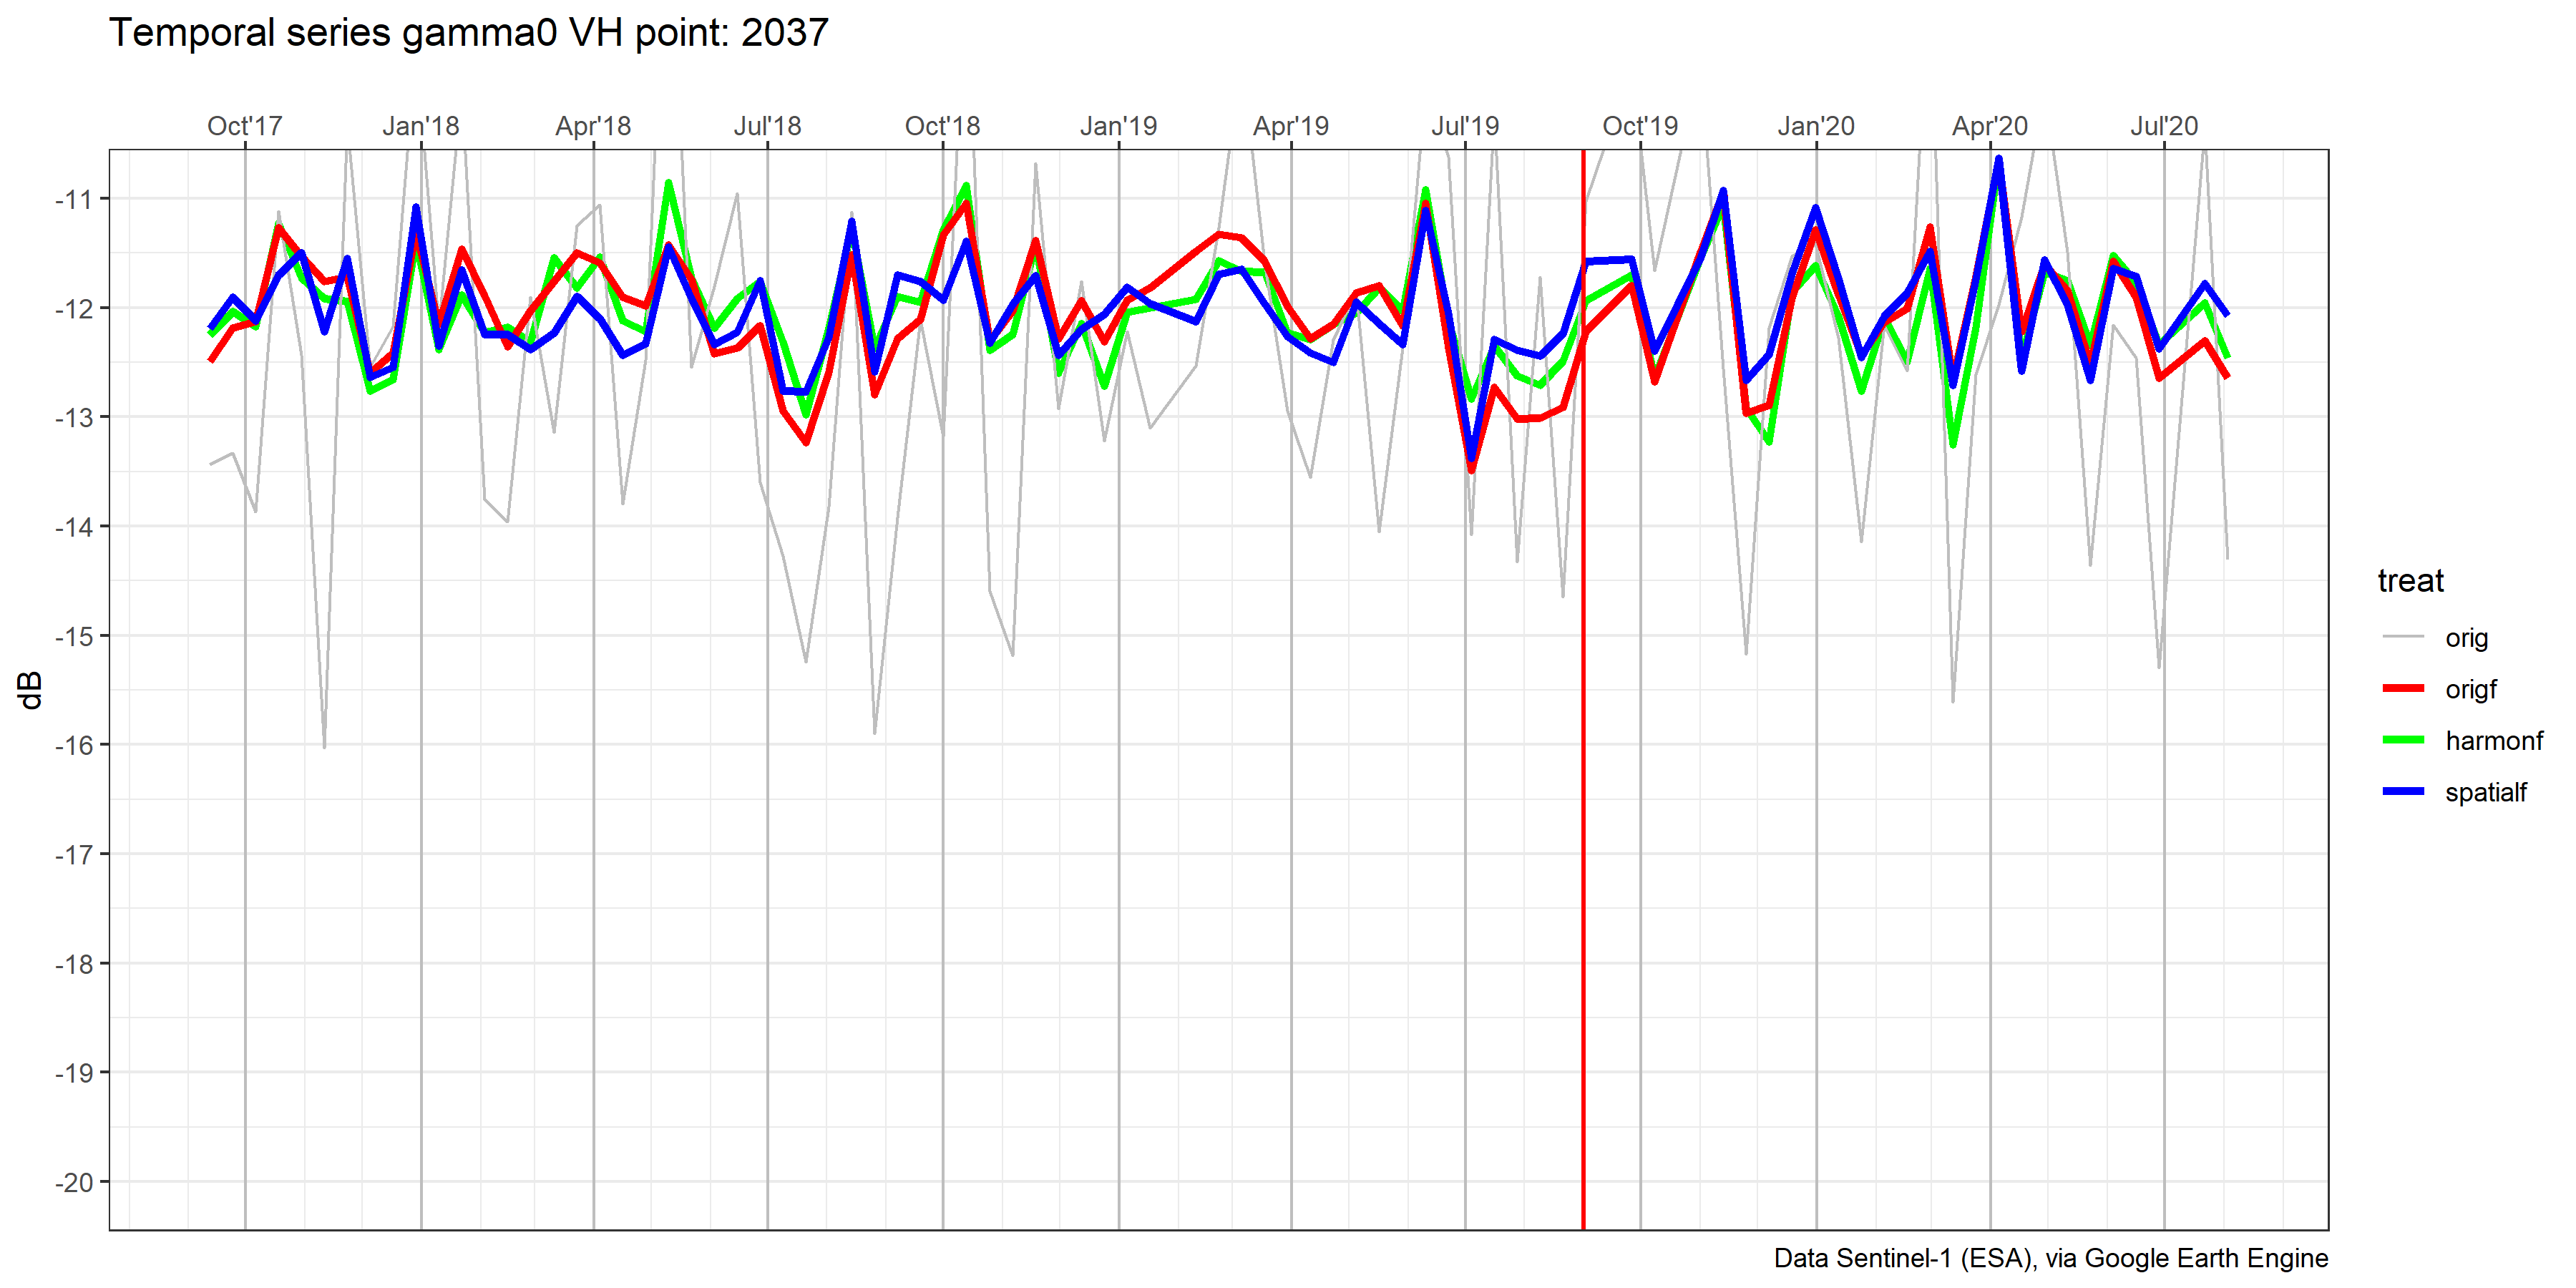 Temporal series gamma0 VH point: 2037
Oct'17 Jan'18 Apr'18 Jul'18 Oct'18 Jan'19 Apr'19 Jul'19 Oct'19 Jan'20 Apr'20 Jul'20
-11
-12
-13
-14
-15
-16
-17
-18
-19
-20
dB
treat
orig
origf
harmonf
spatialf
Data Sentinel-1 (ESA), via Google Earth Engine